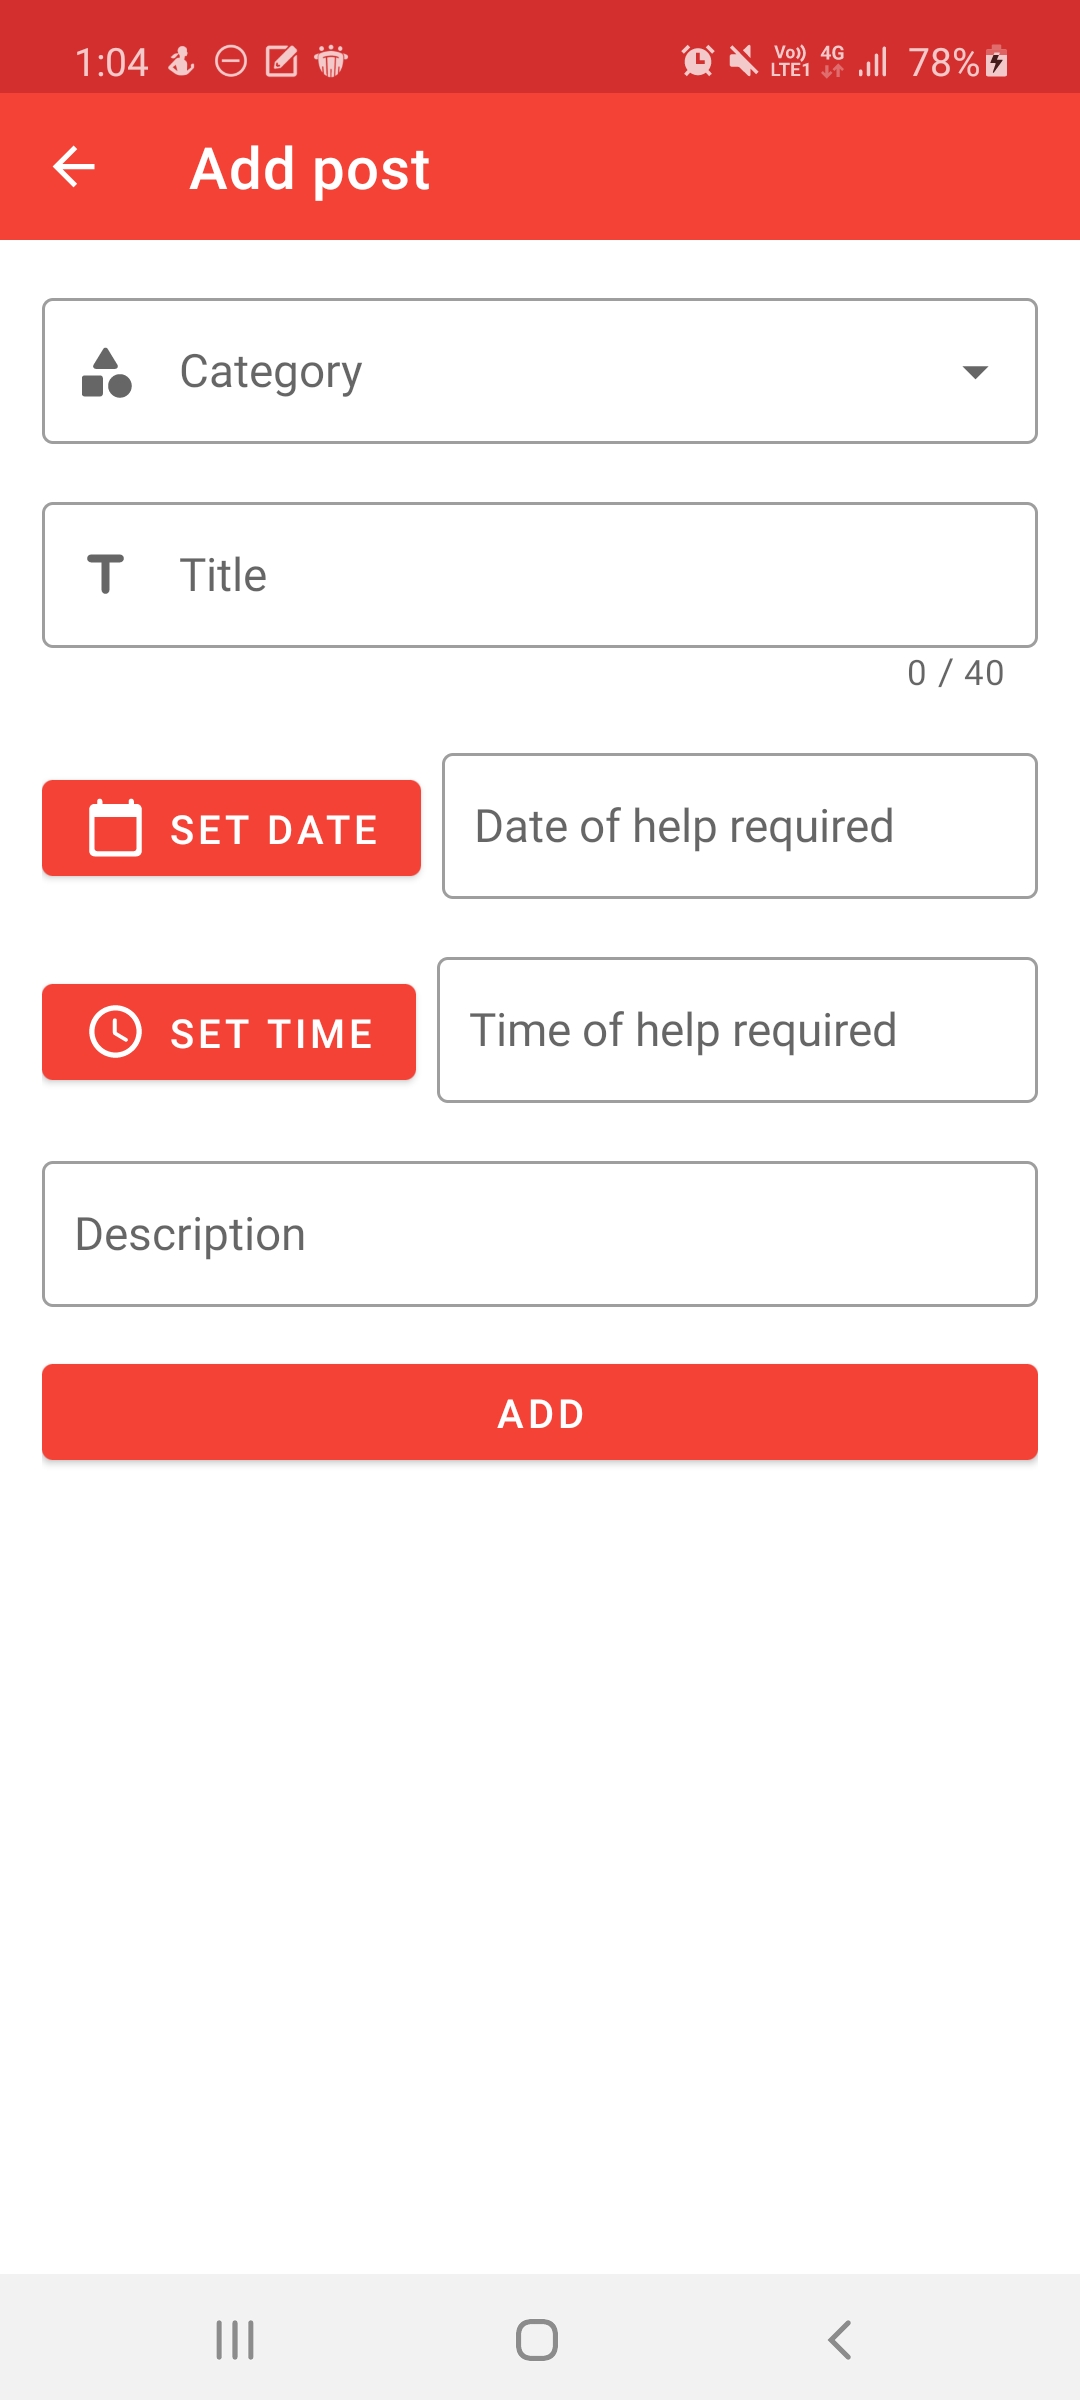 1:04 Vo)) LTE1 4G 78%
Add post
Category
Title
0 / 40
SET DATE Date of help required
SET TIME Time of help required
Description
ADD